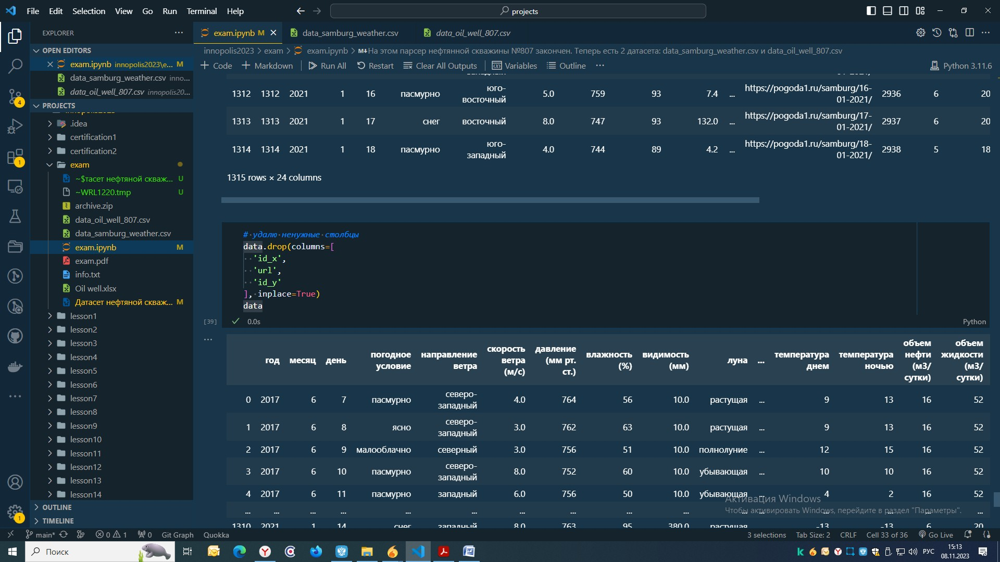 File Edit Selection View Go Run Terminal Help
projects
EXPLORER
exam.ipynb M
data_samburg_weather.csv
data_oil_well_807.csv
OPEN EDITORS
exam.ipynb innopolis2023\e... M
data_samburg_weather.csv inno...
data_oil_well_807.csv innopolis20...
PROJECTS
.idea
certification1
certification2
exam
~$тасет нефтяной скваж... U
~WRL1220.tmp U
archive.zip
data_oil_well_807.csv
data_samburg_weather.csv
exam.ipynb M
exam.pdf
info.txt
Oil well.xlsx
Датасет нефтяной скваж... M
lesson1
lesson2
lesson3
lesson4
lesson5
lesson6
lesson7
lesson8
lesson9
lesson10
lesson11
lesson12
lesson13
lesson14
OUTLINE
TIMELINE
innopolis2023 > exam > exam.ipynb > M↓На этом парсер нефтянной скважины №807 закончен. Теперь есть 2 датасета: data_samburg_weather.csv и data_oil_well_807.csv
+ Code + Markdown Run All Restart Clear All Outputs Variables Outline ... Python 3.11.6
1312 1312 2021 1 16 пасмурно юго-восточный 5.0 759 93 7.4 ... https://pogoda1.ru/samburg/16-01-2021/ 2936 6 20
1313 1313 2021 1 17 снег восточный 8.0 747 93 132.0 ... https://pogoda1.ru/samburg/17-01-2021/ 2937 6 20
1314 1314 2021 1 18 пасмурно юго-западный 4.0 744 89 4.2 ... https://pogoda1.ru/samburg/18-01-2021/ 2938 5 18
1315 rows × 24 columns
# удалю ненужные столбцы
data.drop(columns=[
'id_x',
'url',
'id_y'
], inplace=True)
data
[39] 0.0s Python
...
год месяц день погодное условие направление ветра скорость ветра (м/с) давление (мм рт. ст.) влажность (%) видимость (мм) луна ... температура днем температура ночью объем нефти (м3/сутки) объем жидкости (м3/сутки)
0 2017 6 7 пасмурно северо-западный 4.0 764 56 10.0 растущая ... 9 13 16 52
1 2017 6 8 ясно северо-западный 3.0 762 63 10.0 растущая ... 9 13 16 52
2 2017 6 9 малооблачно северный 3.0 756 51 10.0 полнолуние ... 12 15 16 52
3 2017 6 10 пасмурно северо-западный 8.0 752 60 10.0 убывающая ... 10 10 16 52
4 2017 6 11 пасмурно западный 6.0 756 50 10.0 убывающая ... 4 2 16 52
... ... ... ... ... ... ... ... ... ... ... ... ... ... ... ...
1310 2021 1 14 снег западный 8.0 763 95 380.0 растущая ... -13 -13 6 20
Активация Windows
Чтобы активировать Windows, перейдите в раздел "Параметры".
main* 0 1 0 Git Graph Quokka 3 selections Tab Size: 2 CRLF Cell 33 of 36 Go Live
Поиск
РУС
15:13
08.11.2023